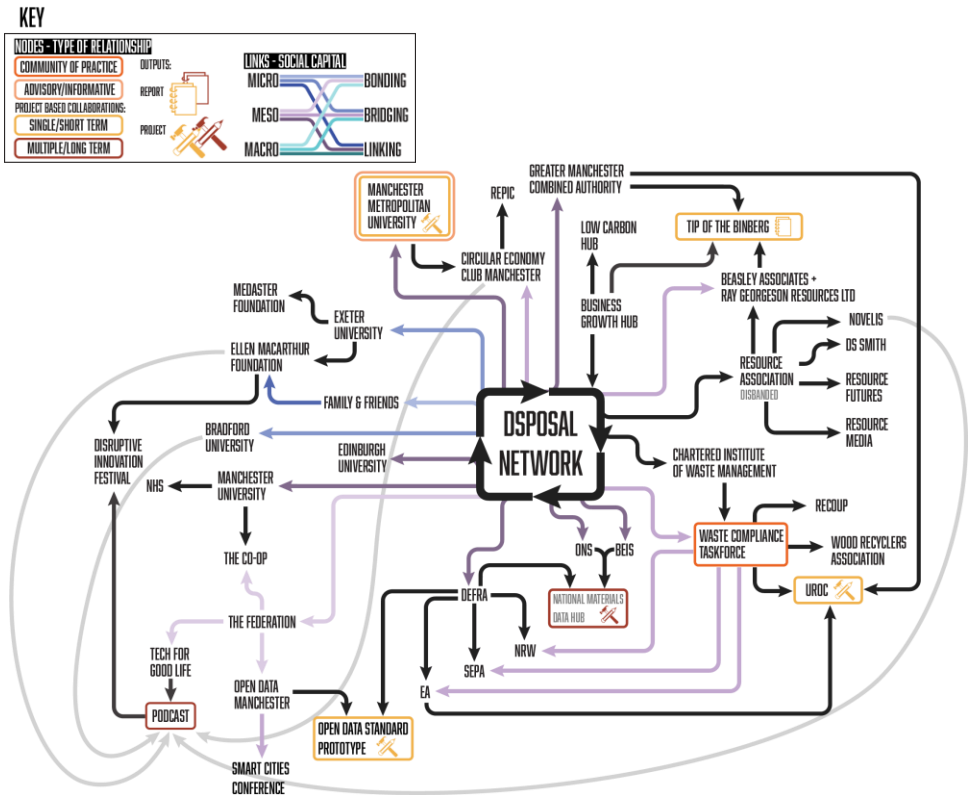 KEY
NODES - TYPE OF RELATIONSHIP
COMMUNITY OF PRACTICE
ADVISORY/INFORMATIVE
PROJECT BASED COLLABORATIONS:
SINGLE/SHORT TERM
MULTIPLE/LONG TERM
OUTPUTS:
REPORT
PROJECT
LINKS - SOCIAL CAPITAL
MICRO
MESO
MACRO
BONDING
BRIDGING
LINKING
MANCHESTER
METROPOLITAN
UNIVERSITY
REPIC
CIRCULAR ECONOMY
CLUB MANCHESTER
GREATER MANCHESTER
COMBINED AUTHORITY
LOW CARBON
HUB
BUSINESS
GROWTH HUB
TIP OF THE BINBERG
BEASLEY ASSOCIATES +
RAY GEORGESON RESOURCES LTD
NOVELIS
DS SMITH
RESOURCE
FUTURES
RESOURCE
MEDIA
RESOURCE
ASSOCIATION
DISBANDED
MEDASTER
FOUNDATION
EXETER
UNIVERSITY
ELLEN MACARTHUR
FOUNDATION
FAMILY & FRIENDS
BRADFORD
UNIVERSITY
EDINBURGH
UNIVERSITY
DISRUPTIVE
INNOVATION
FESTIVAL
NHS
MANCHESTER
UNIVERSITY
THE CO-OP
DSPOSAL
NETWORK
CHARTERED INSTITUTE
OF WASTE MANAGEMENT
WASTE COMPLIANCE
TASKFORCE
RECOUP
WOOD RECYCLERS
ASSOCIATION
UROC
ONS
BEIS
DEFRA
NATIONAL MATERIALS
DATA HUB
NRW
SEPA
EA
THE FEDERATION
TECH FOR
GOOD LIFE
PODCAST
OPEN DATA
MANCHESTER
OPEN DATA STANDARD
PROTOTYPE
SMART CITIES
CONFERENCE